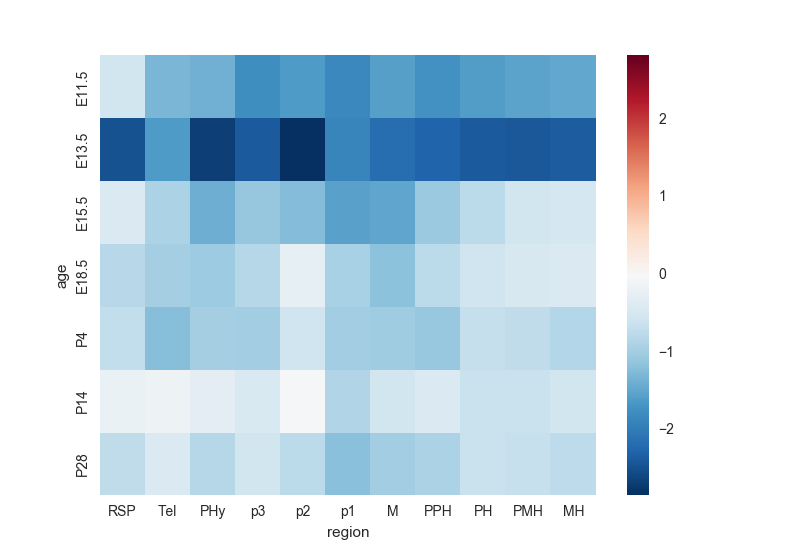 E11.5
E13.5
E15.5
E18.5
P4
P14
P28
age
RSP Tel PHy p3 p2 p1 M PPH PH PMH MH
region
2
1
0
−1
−2